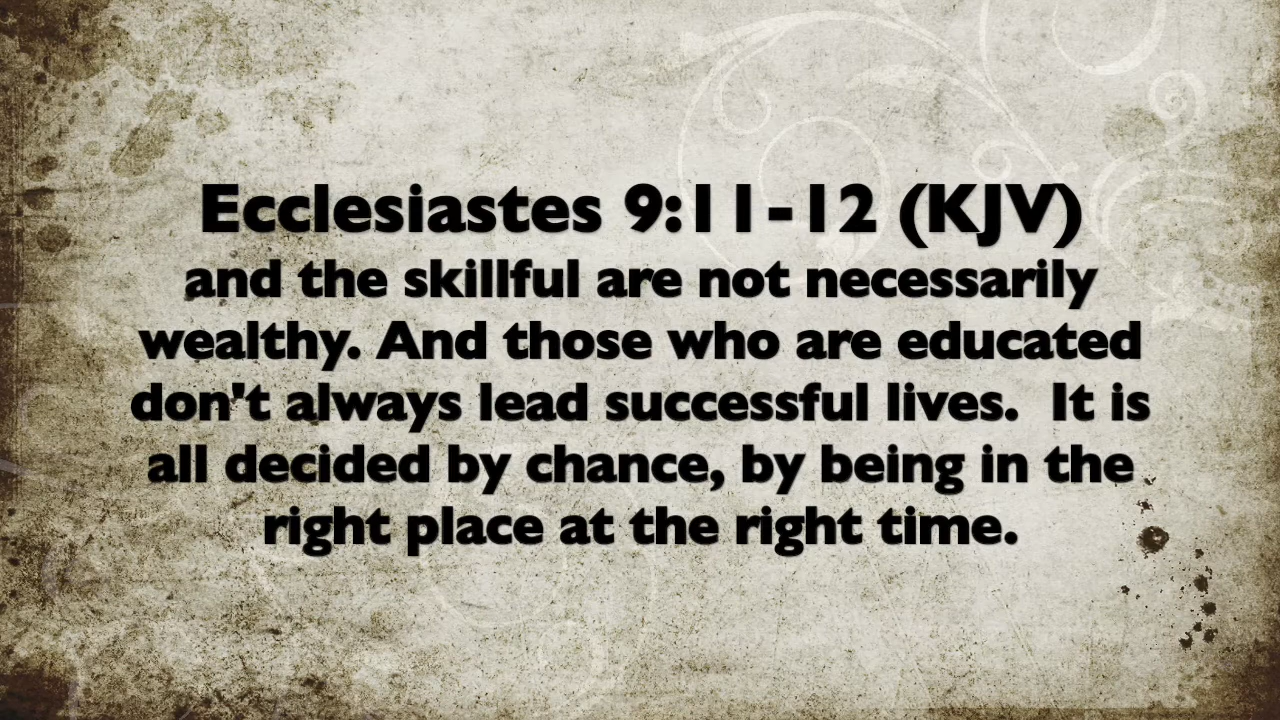 Ecclesiastes 9:11-12 (KJV)
and the skillful are not necessarily
wealthy. And those who are educated
don't always lead successful lives.  It is
all decided by chance, by being in the
right place at the right time.